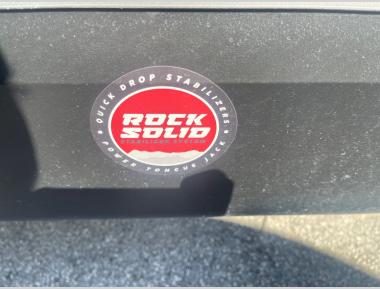 QUICK DROP STABILIZERS
ROCK
SOLID
STABILIZER SYSTEM
POWER TONGUE JACK